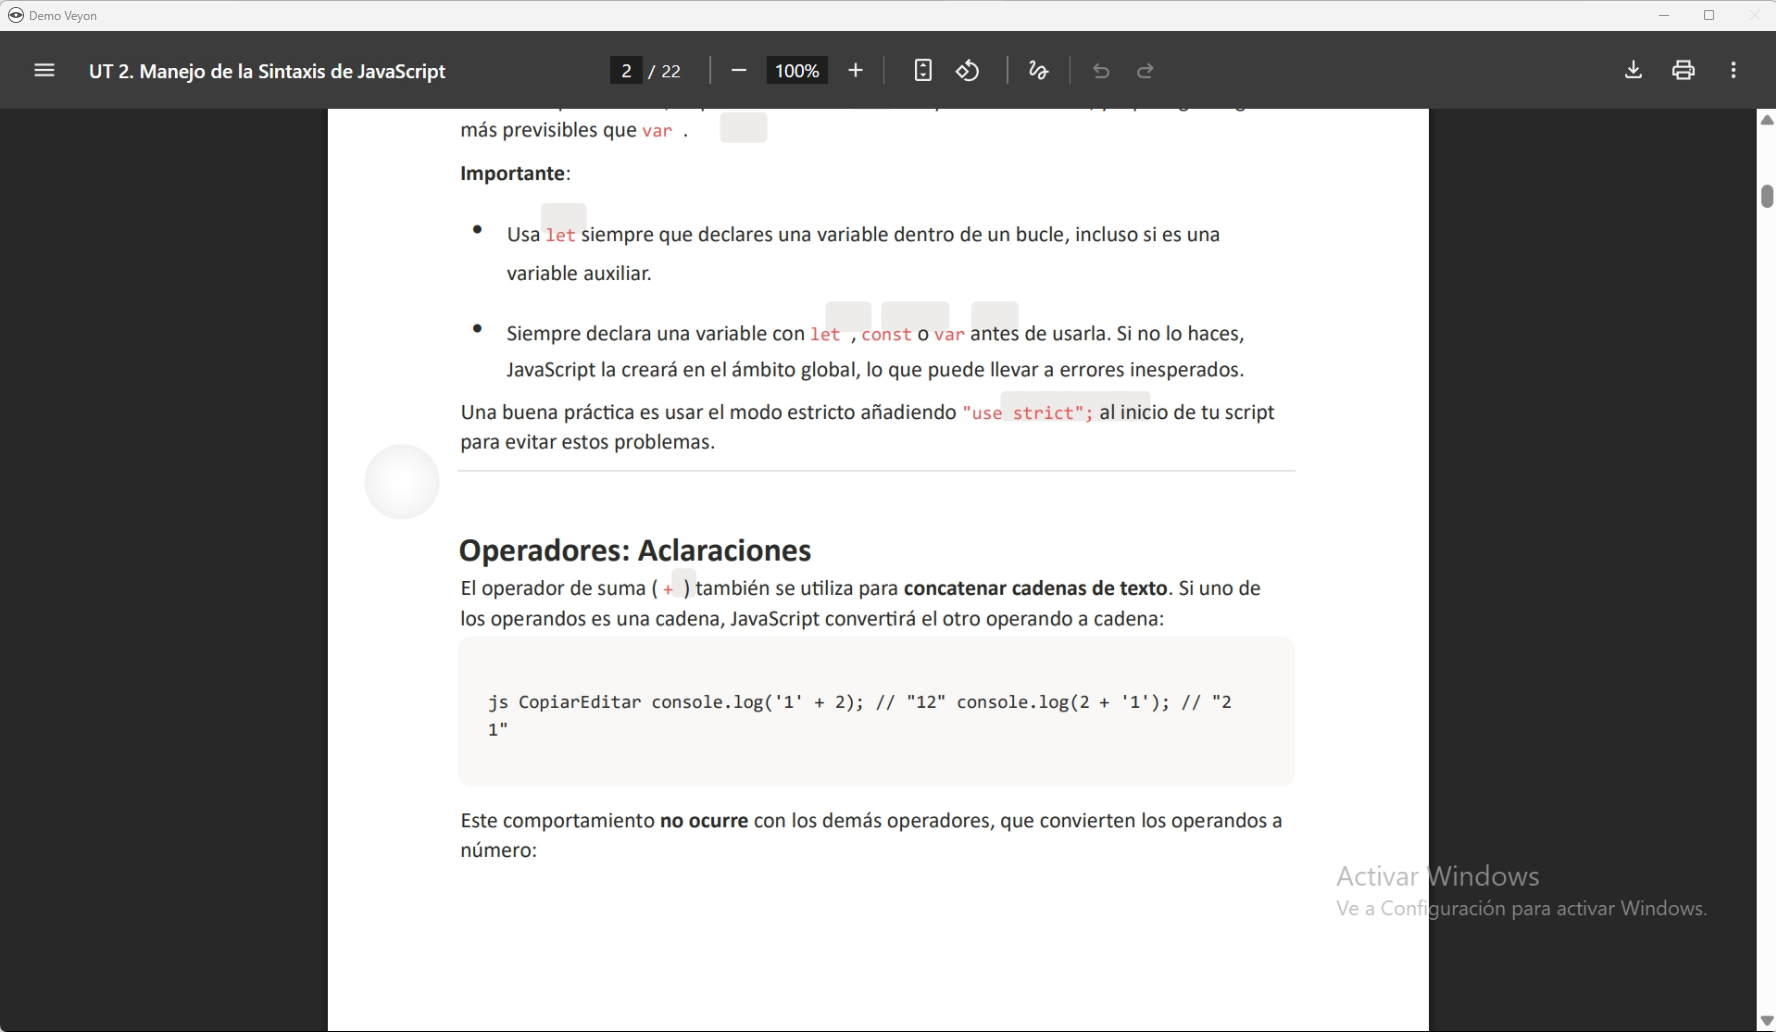 Demo Veyon
UT 2. Manejo de la Sintaxis de JavaScript
2 / 22
100%
más previsibles que var .
Importante:
Usa let siempre que declares una variable dentro de un bucle, incluso si es una
variable auxiliar.
Siempre declara una variable con let , const o var antes de usarla. Si no lo haces,
JavaScript la creará en el ámbito global, lo que puede llevar a errores inesperados.
Una buena práctica es usar el modo estricto añadiendo "use strict"; al inicio de tu script
para evitar estos problemas.
Operadores: Aclaraciones
El operador de suma ( + ) también se utiliza para concatenar cadenas de texto. Si uno de
los operandos es una cadena, JavaScript convertirá el otro operando a cadena:
js CopiarEditar console.log('1' + 2); // "12" console.log(2 + '1'); // "2
1"
Este comportamiento no ocurre con los demás operadores, que convierten los operandos a
número:
Activar Windows
Ve a Configuración para activar Windows.